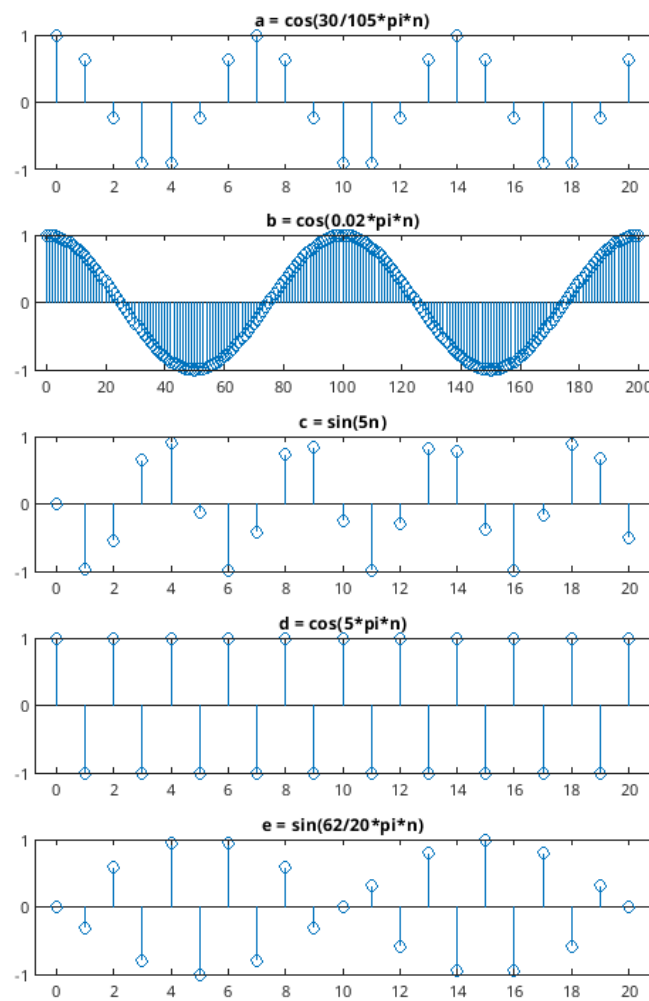 a = cos(30/105*pi*n)
1
0
-1
0 2 4 6 8 10 12 14 16 18 20
b = cos(0.02*pi*n)
1
0
-1
0 20 40 60 80 100 120 140 160 180 200
c = sin(5n)
1
0
-1
0 2 4 6 8 10 12 14 16 18 20
d = cos(5*pi*n)
1
0
-1
0 2 4 6 8 10 12 14 16 18 20
e = sin(62/20*pi*n)
1
0
-1
0 2 4 6 8 10 12 14 16 18 20